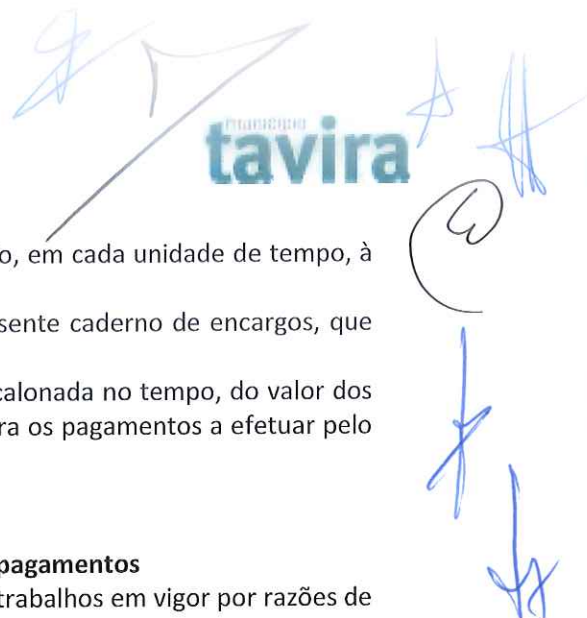 município
tavira
o, em cada unidade de tempo, à
sente caderno de encargos, que
calonada no tempo, do valor dos
ra os pagamentos a efetuar pelo
pagamentos
trabalhos em vigor por razões de